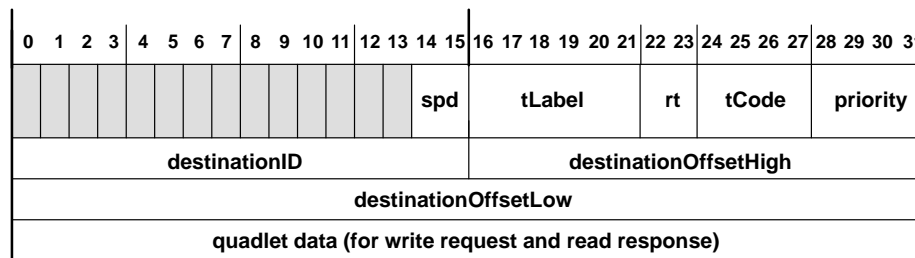 0 1 2 3 4 5 6 7 8 9 10 11 12 13 14 15 16 17 18 19 20 21 22 23 24 25 26 27 28 29 30 31
spd tLabel rt tCode priority
destinationID destinationOffsetHigh
destinationOffsetLow
quadlet data (for write request and read response)